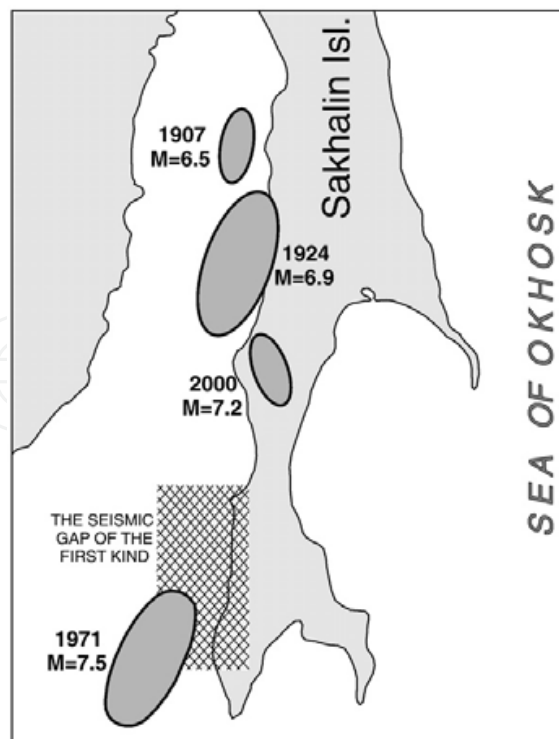 Sakhalin Isl.
1907
M=6.5
1924
M=6.9
SEA OF OKHOSK
2000
M=7.2
THE SEISMIC
GAP OF THE
FIRST KIND
1971
M=7.5